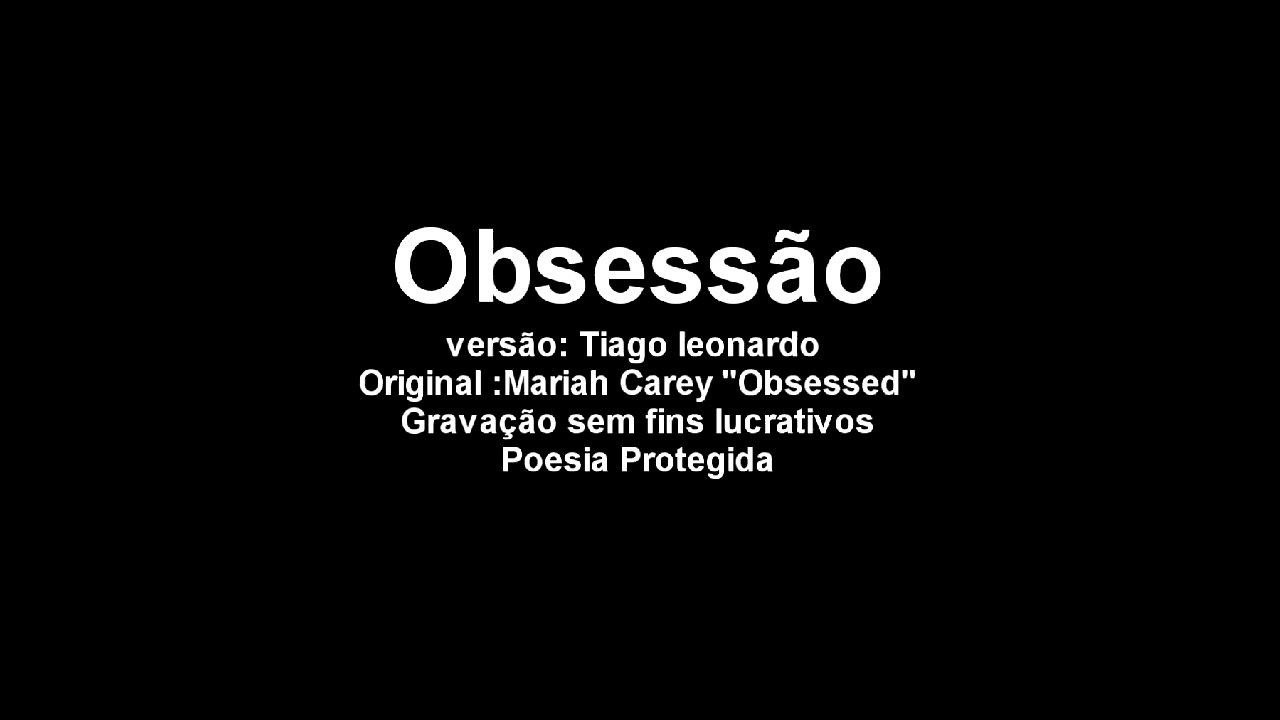 Obsessão
versão: Tiago leonardo
Original :Mariah Carey "Obsessed"
Gravação sem fins lucrativos
Poesia Protegida